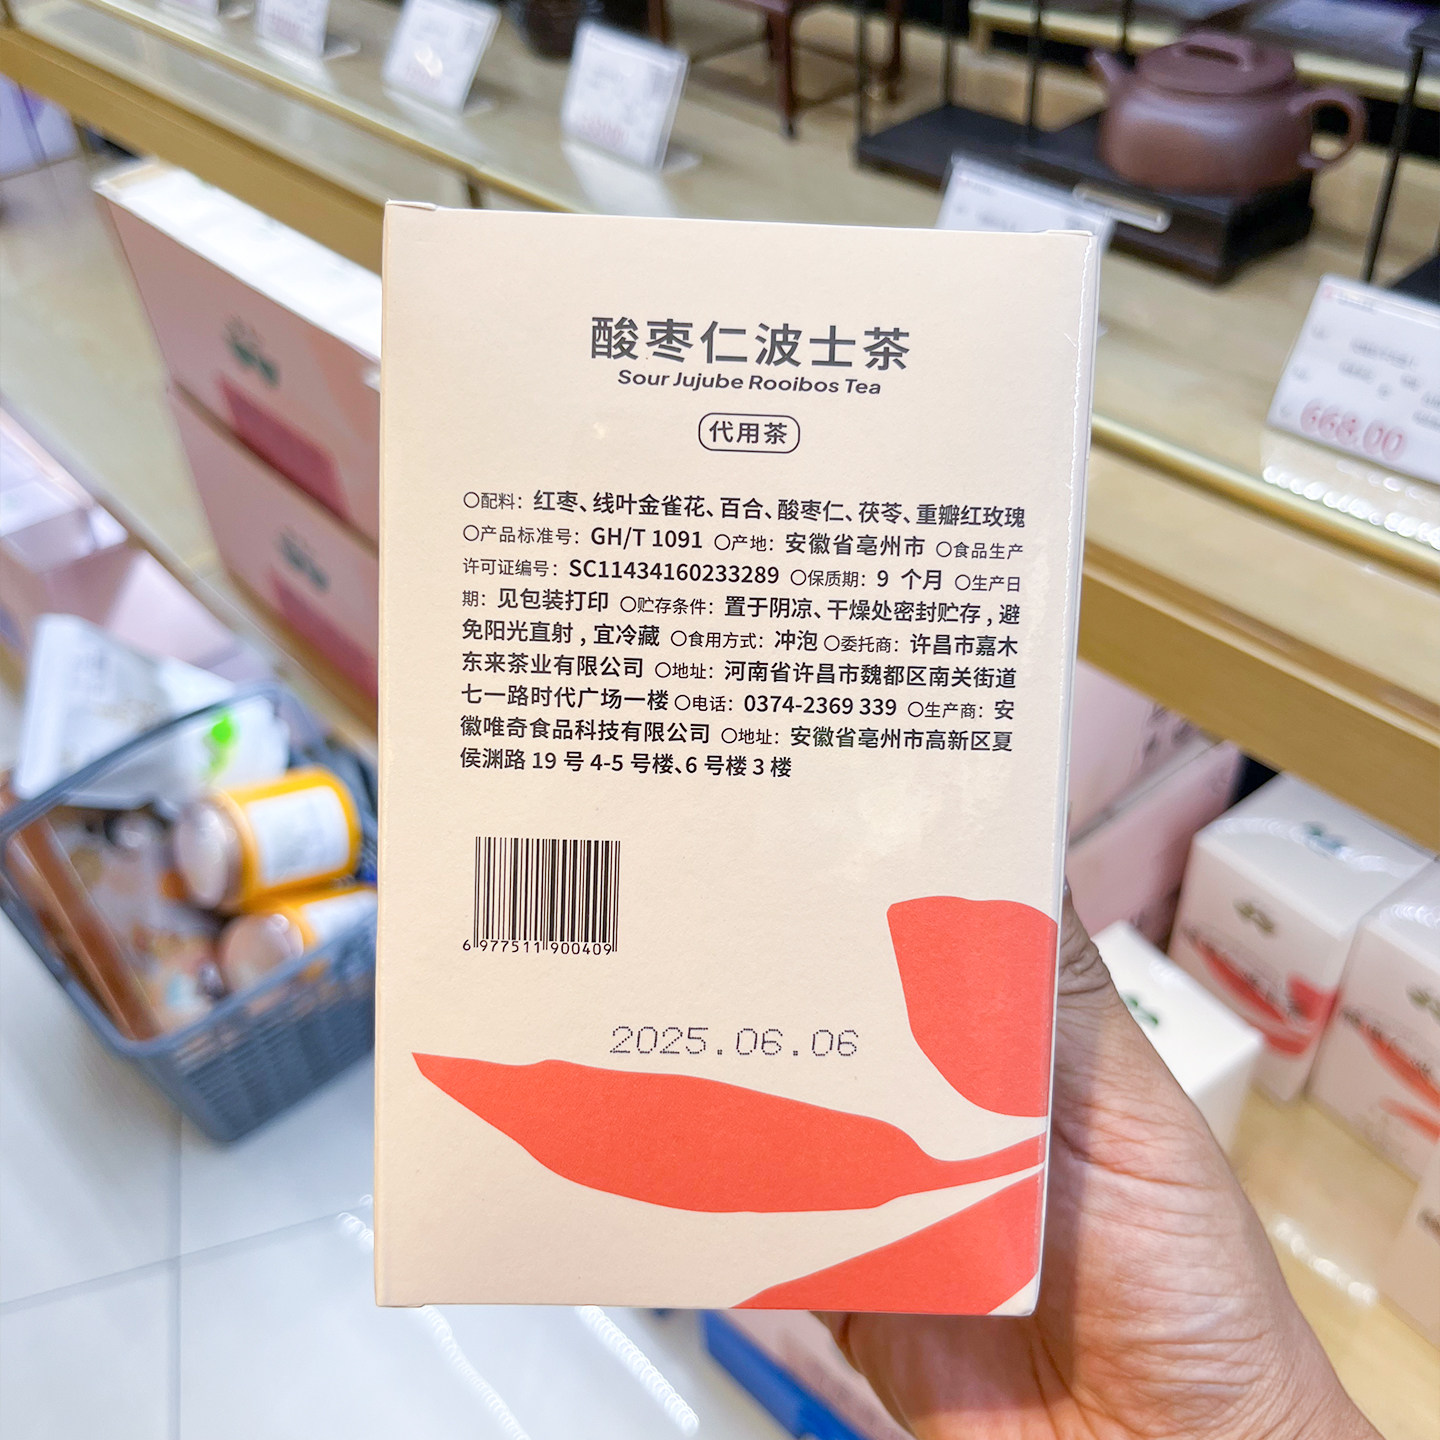 酸枣仁波士茶
Sour Jujube Rooibos Tea
代用茶
○配料：红枣、线叶金雀花、百合、酸枣仁、茯苓、重瓣红玫瑰
○产品标准号：GH/T 1091 ○产地：安徽省亳州市 ○食品生产
许可证编号：SC11434160233289 ○保质期：9 个月 ○生产日
期：见包装打印 ○贮存条件：置于阴凉、干燥处密封贮存，避
免阳光直射，宜冷藏 ○食用方式：冲泡 ○委托商：许昌市嘉木
东来茶业有限公司 ○地址：河南省许昌市魏都区南关街道
七一路时代广场一楼 ○电话：0374-2369 339 ○生产商：安
徽唯奇食品科技有限公司 ○地址：安徽省亳州市高新区夏
侯渊路 19 号 4-5 号楼、6 号楼 3 楼
6 977511 900409
2025.06.06
668.00